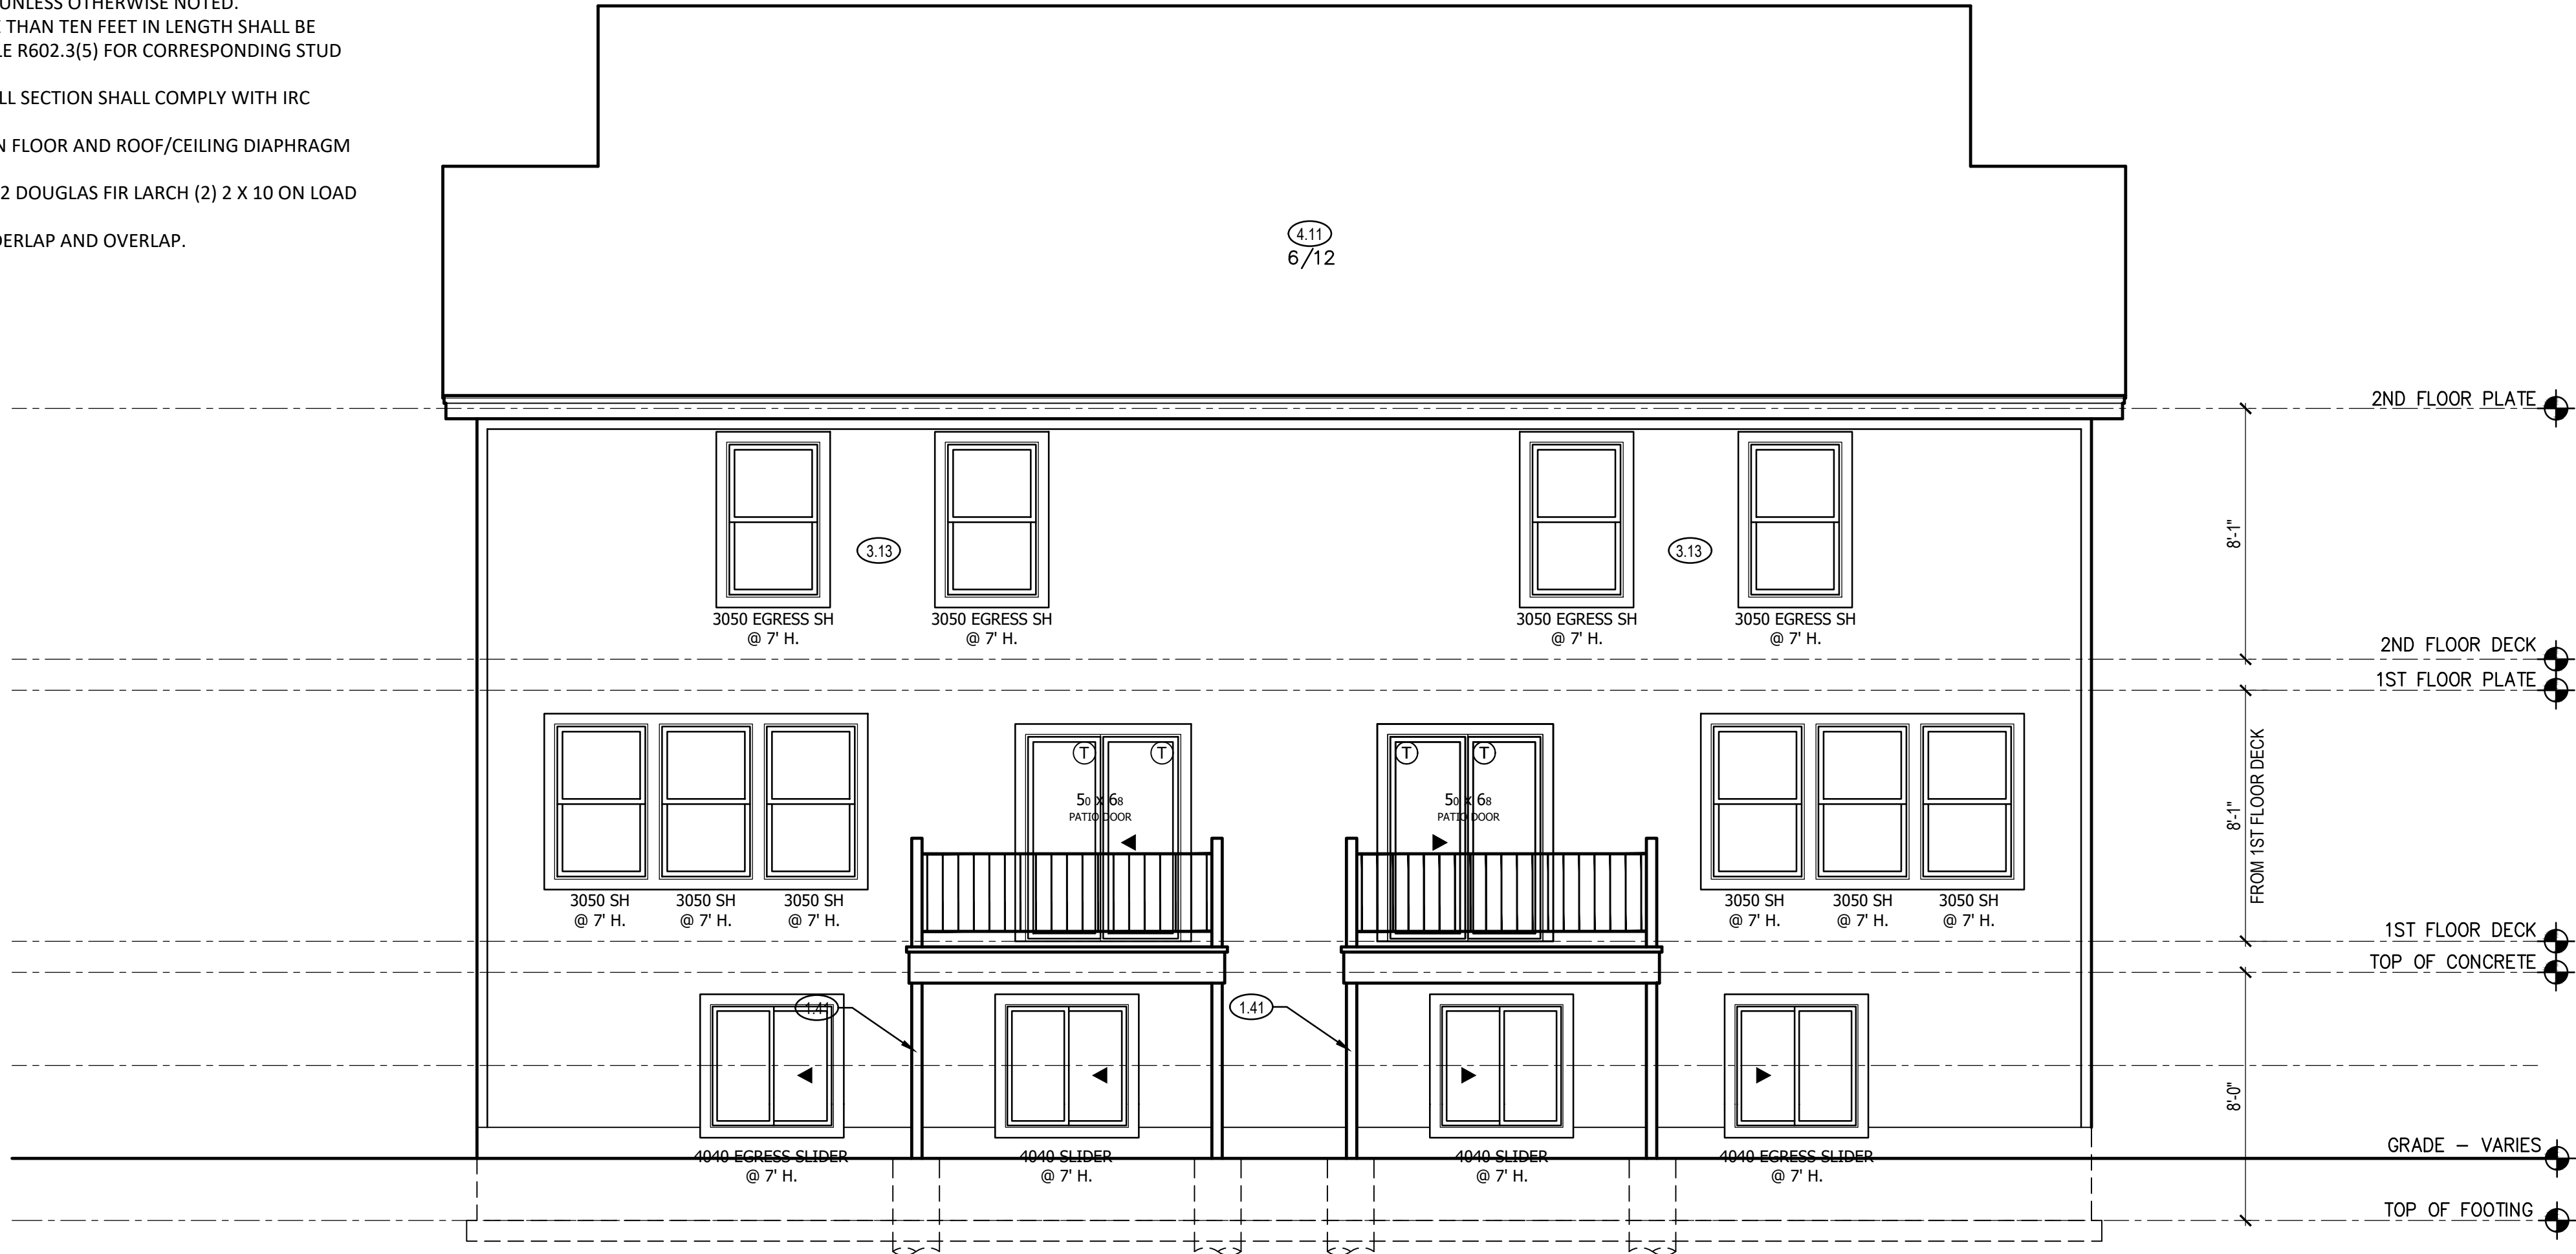 UNLESS OTHERWISE NOTED.
THAN TEN FEET IN LENGTH SHALL BE
LE R602.3(5) FOR CORRESPONDING STUD
LL SECTION SHALL COMPLY WITH IRC
N FLOOR AND ROOF/CEILING DIAPHRAGM
2 DOUGLAS FIR LARCH (2) 2 X 10 ON LOAD
DERLAP AND OVERLAP.
4.11
6/12
2ND FLOOR PLATE
8'-1"
3.13
3.13
3050 EGRESS SH
@ 7' H.
3050 EGRESS SH
@ 7' H.
3050 EGRESS SH
@ 7' H.
3050 EGRESS SH
@ 7' H.
2ND FLOOR DECK
1ST FLOOR PLATE
T
T
T
T
50 x 68
PATIO DOOR
50 x 68
PATIO DOOR
8'-1"
FROM 1ST FLOOR DECK
3050 SH
@ 7' H.
3050 SH
@ 7' H.
3050 SH
@ 7' H.
3050 SH
@ 7' H.
3050 SH
@ 7' H.
3050 SH
@ 7' H.
1ST FLOOR DECK
TOP OF CONCRETE
1.41
1.41
8'-0"
GRADE – VARIES
4040 EGRESS SLIDER
@ 7' H.
4040 SLIDER
@ 7' H.
4040 SLIDER
@ 7' H.
4040 EGRESS SLIDER
@ 7' H.
TOP OF FOOTING